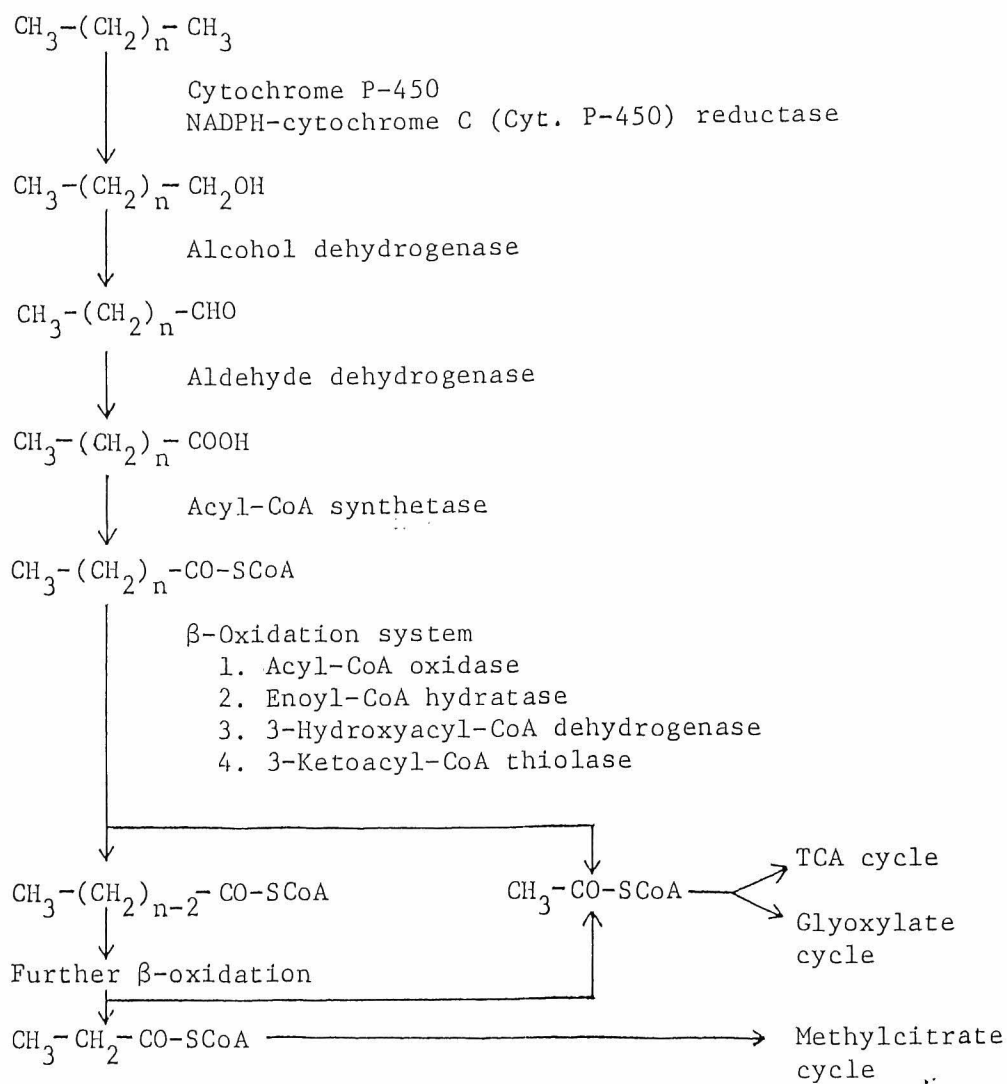 CH3-(CH2)n-CH3
Cytochrome P-450
NADPH-cytochrome C (Cyt. P-450) reductase
CH3-(CH2)n-CH2OH
Alcohol dehydrogenase
CH3-(CH2)n-CHO
Aldehyde dehydrogenase
CH3-(CH2)n-COOH
Acyl-CoA synthetase
CH3-(CH2)n-CO-SCoA
β-Oxidation system
1. Acyl-CoA oxidase
2. Enoyl-CoA hydratase
3. 3-Hydroxyacyl-CoA dehydrogenase
4. 3-Ketoacyl-CoA thiolase
CH3-(CH2)n-2-CO-SCoA
CH3-CO-SCoA
TCA cycle
Glyoxylate
cycle
Further β-oxidation
CH3-CH2-CO-SCoA
Methylcitrate
cycle